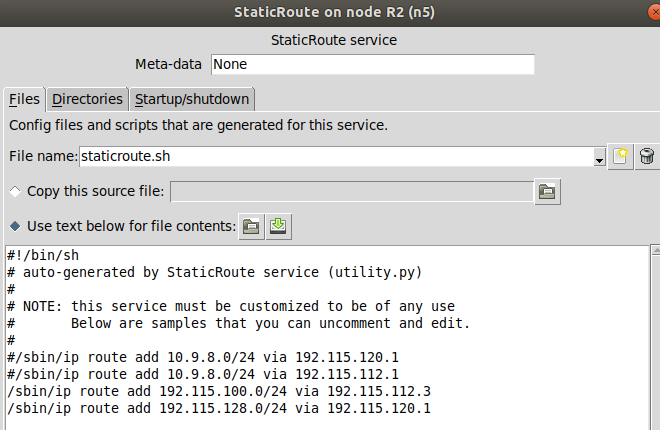 StaticRoute on node R2 (n5)
StaticRoute service
Meta-data None
Files Directories Startup/shutdown
Config files and scripts that are generated for this service.
File name: staticroute.sh
Copy this source file:
Use text below for file contents:
#!/bin/sh
# auto-generated by StaticRoute service (utility.py)
#
# NOTE: this service must be customized to be of any use
#       Below are samples that you can uncomment and edit.
#
#/sbin/ip route add 10.9.8.0/24 via 192.115.120.1
#/sbin/ip route add 10.9.8.0/24 via 192.115.112.1
/sbin/ip route add 192.115.100.0/24 via 192.115.112.3
/sbin/ip route add 192.115.128.0/24 via 192.115.120.1